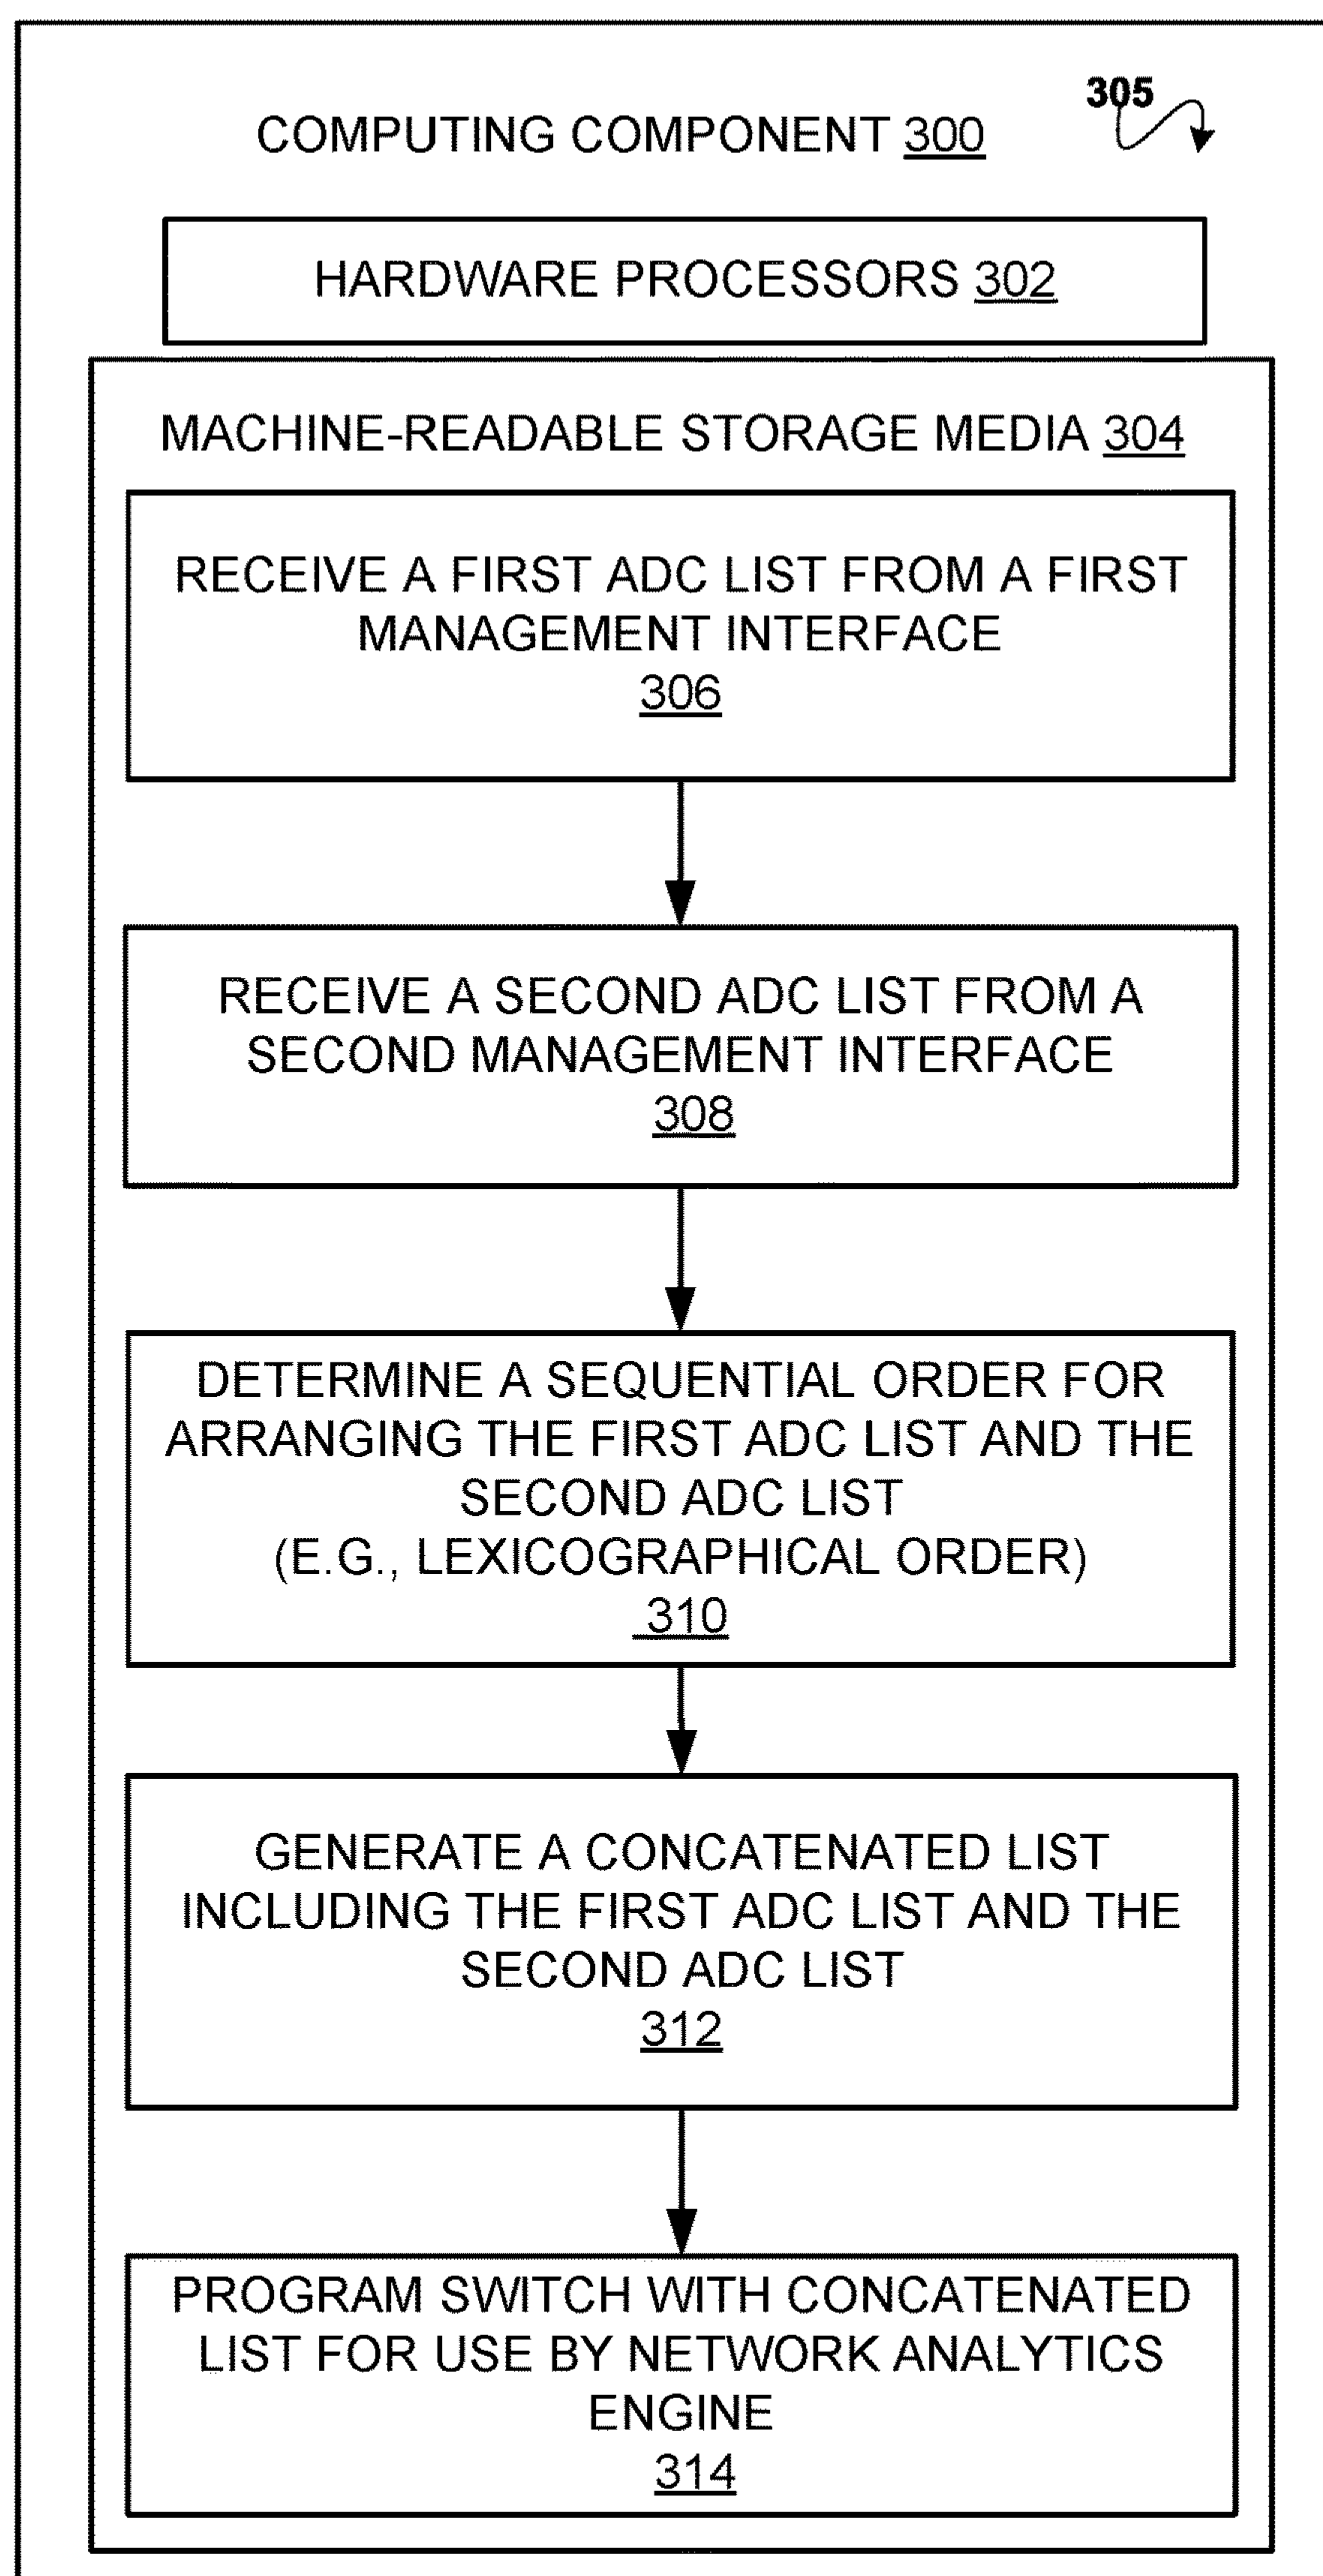 305
COMPUTING COMPONENT 300
HARDWARE PROCESSORS 302
MACHINE-READABLE STORAGE MEDIA 304
RECEIVE A FIRST ADC LIST FROM A FIRST
MANAGEMENT INTERFACE
306
RECEIVE A SECOND ADC LIST FROM A
SECOND MANAGEMENT INTERFACE
308
DETERMINE A SEQUENTIAL ORDER FOR
ARRANGING THE FIRST ADC LIST AND THE
SECOND ADC LIST
(E.G., LEXICOGRAPHICAL ORDER)
310
GENERATE A CONCATENATED LIST
INCLUDING THE FIRST ADC LIST AND THE
SECOND ADC LIST
312
PROGRAM SWITCH WITH CONCATENATED
LIST FOR USE BY NETWORK ANALYTICS
ENGINE
314